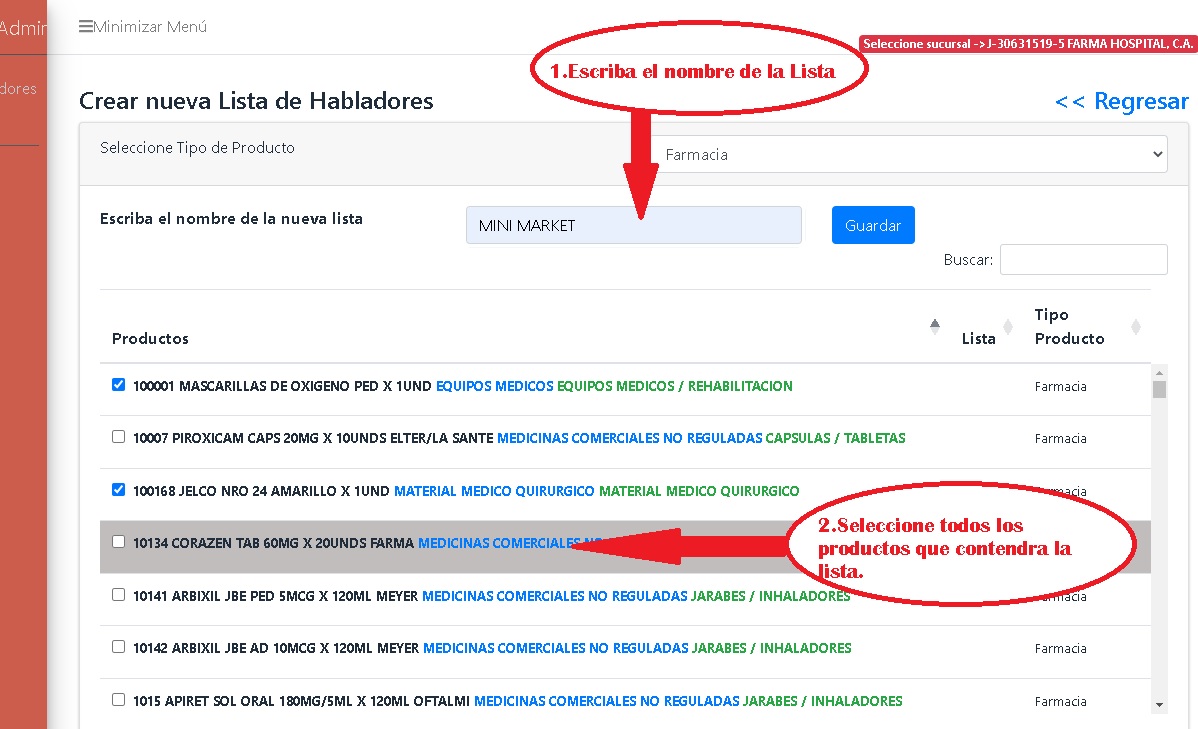 Admin
Minimizar Menú
1.Escriba el nombre de la Lista
Seleccione sucursal ->J-30631519-5 FARMA HOSPITAL, C.A.
dores
Crear nueva Lista de Habladores
<< Regresar
Seleccione Tipo de Producto
Farmacia
Escriba el nombre de la nueva lista
MINI MARKET
Guardar
Buscar:
Productos
Lista
Tipo
Producto
100001 MASCARILLAS DE OXIGENO PED X 1UND EQUIPOS MEDICOS EQUIPOS MEDICOS / REHABILITACION
Farmacia
10007 PIROXICAM CAPS 20MG X 10UNDS ELTER/LA SANTE MEDICINAS COMERCIALES NO REGULADAS CAPSULAS / TABLETAS
Farmacia
100168 JELCO NRO 24 AMARILLO X 1UND MATERIAL MEDICO QUIRURGICO MATERIAL MEDICO QUIRURGICO
10134 CORAZEN TAB 60MG X 20UNDS FARMA MEDICINAS COMERCIALES
2.Seleccione todos los
productos que contendra la
lista.
10141 ARBIXIL JBE PED 5MCG X 120ML MEYER MEDICINAS COMERCIALES NO REGULADAS JARABES / INHALADORES
10142 ARBIXIL JBE AD 10MCG X 120ML MEYER MEDICINAS COMERCIALES NO REGULADAS JARABES / INHALADORES
Farmacia
1015 APIRET SOL ORAL 180MG/5ML X 120ML OFTALMI MEDICINAS COMERCIALES NO REGULADAS JARABES / INHALADORES
Farmacia